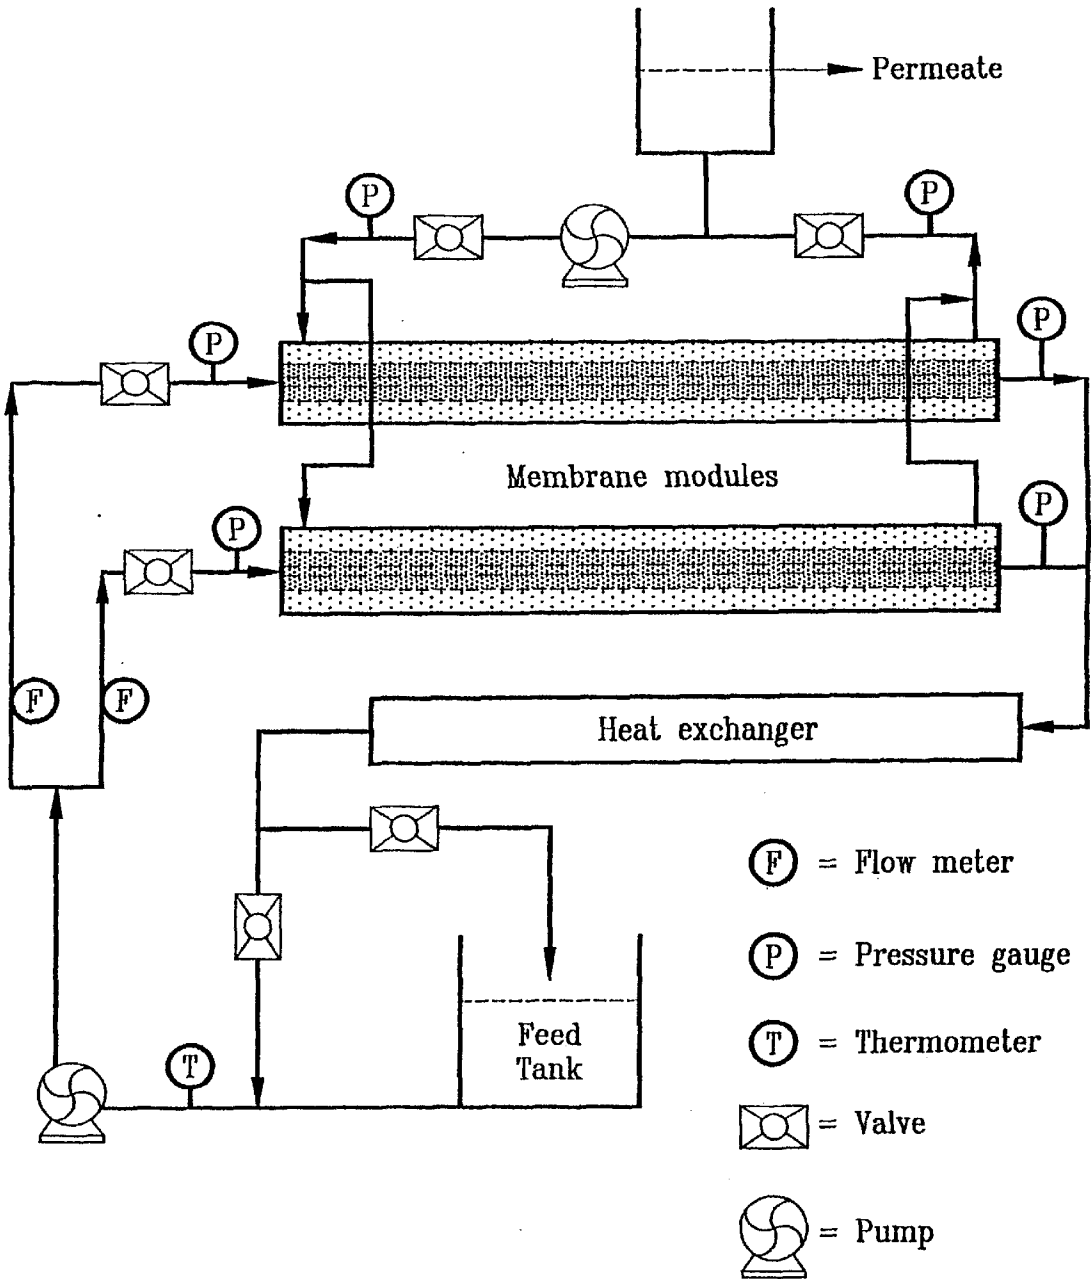 Permeate
P
P
P
P
Membrane modules
P
P
F
F
Heat exchanger
F = Flow meter
P = Pressure gauge
Feed
Tank
T = Thermometer
T
= Valve
= Pump